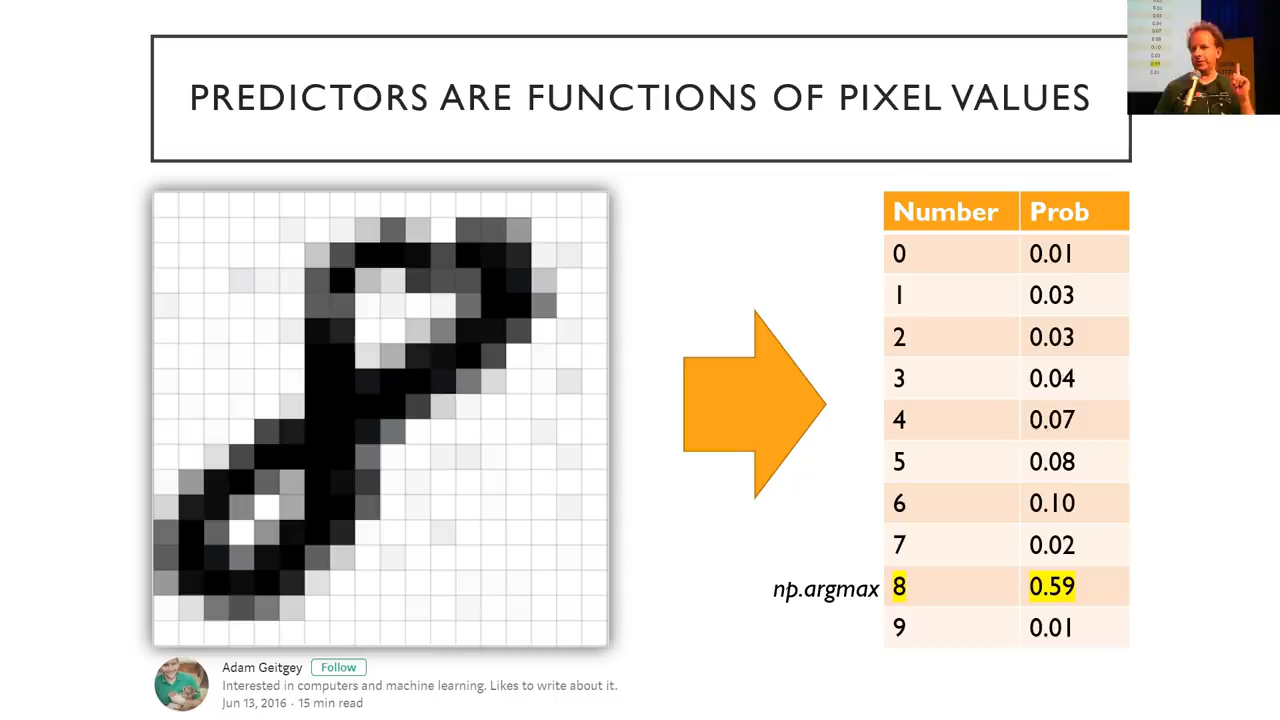 PREDICTORS ARE FUNCTIONS OF PIXEL VALUES
Number Prob
0 0.01
1 0.03
2 0.03
3 0.04
4 0.07
5 0.08
6 0.10
7 0.02
np.argmax 8 0.59
9 0.01
Adam Geitgey Follow
Interested in computers and machine learning. Likes to write about it.
Jun 13, 2016 · 15 min read